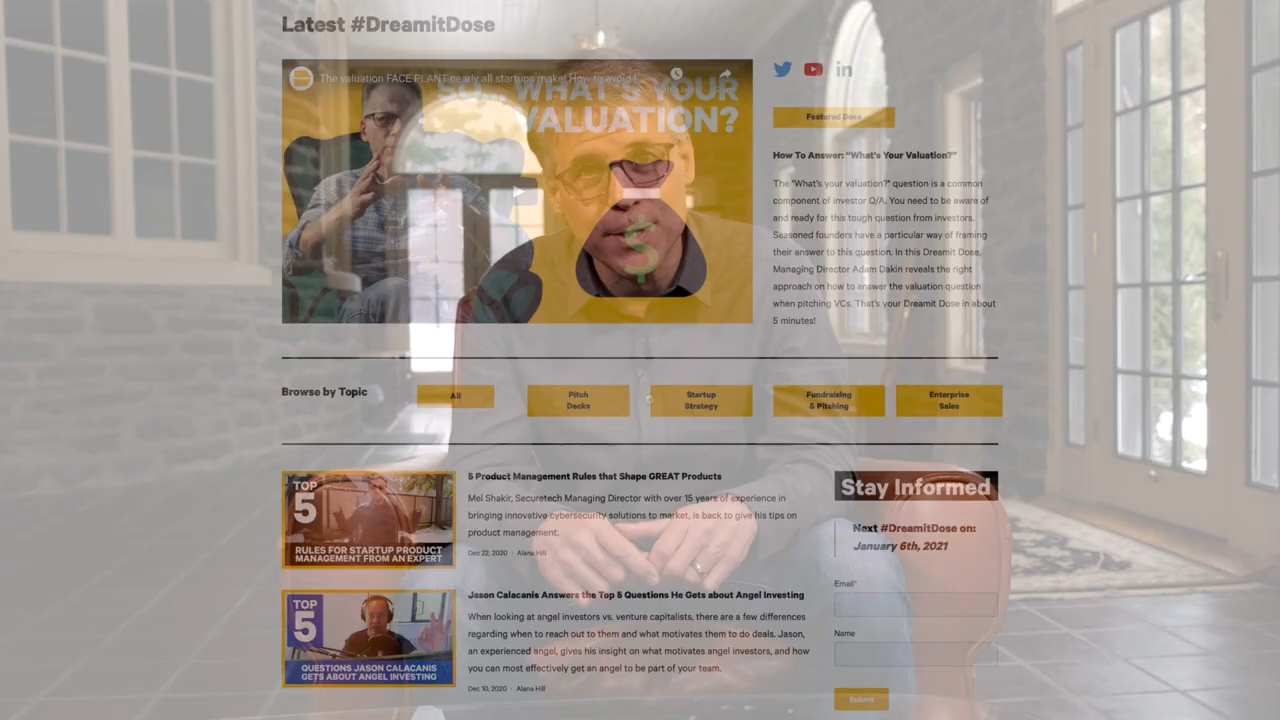 Latest #DreamitDose
The valuation FACE PLANT nearly all startups make! How to avoid i...
SO... WHAT'S YOUR
VALUATION?
$
Featured Dose
How To Answer: “What’s Your Valuation?”
The “What’s your valuation?” question is a common
component of investor Q/A. You need to be aware of
and ready for this tough question from investors.
Seasoned founders have a particular way of framing
their answer to this question. In this Dreamit Dose,
Managing Director Adam Dakin reveals the right
approach on how to answer the valuation question
when pitching VCs. That’s your Dreamit Dose in about
5 minutes!
Browse by Topic
All
Pitch
Decks
Startup
Strategy
Fundraising
& Pitching
Enterprise
Sales
TOP
5
RULES FOR STARTUP PRODUCT
MANAGEMENT FROM AN EXPERT
5 Product Management Rules that Shape GREAT Products
Mel Shakir, Securetech Managing Director with over 15 years of experience in
bringing innovative cybersecurity solutions to market, is back to give his tips on
product management.
Dec 22, 2020 · Alana Hill
TOP
5
QUESTIONS JASON CALACANIS
GETS ABOUT ANGEL INVESTING
Jason Calacanis Answers the Top 5 Questions He Gets about Angel Investing
When looking at angel investors vs. venture capitalists, there are a few differences
regarding when to reach out to them and what motivates them to do deals. Jason,
an experienced angel, gives his insight on what motivates angel investors, and how
you can most effectively get an angel to be part of your team.
Dec 10, 2020 · Alana Hill
Stay Informed
Next #DreamitDose on:
January 6th, 2021
Email*
Name
Submit